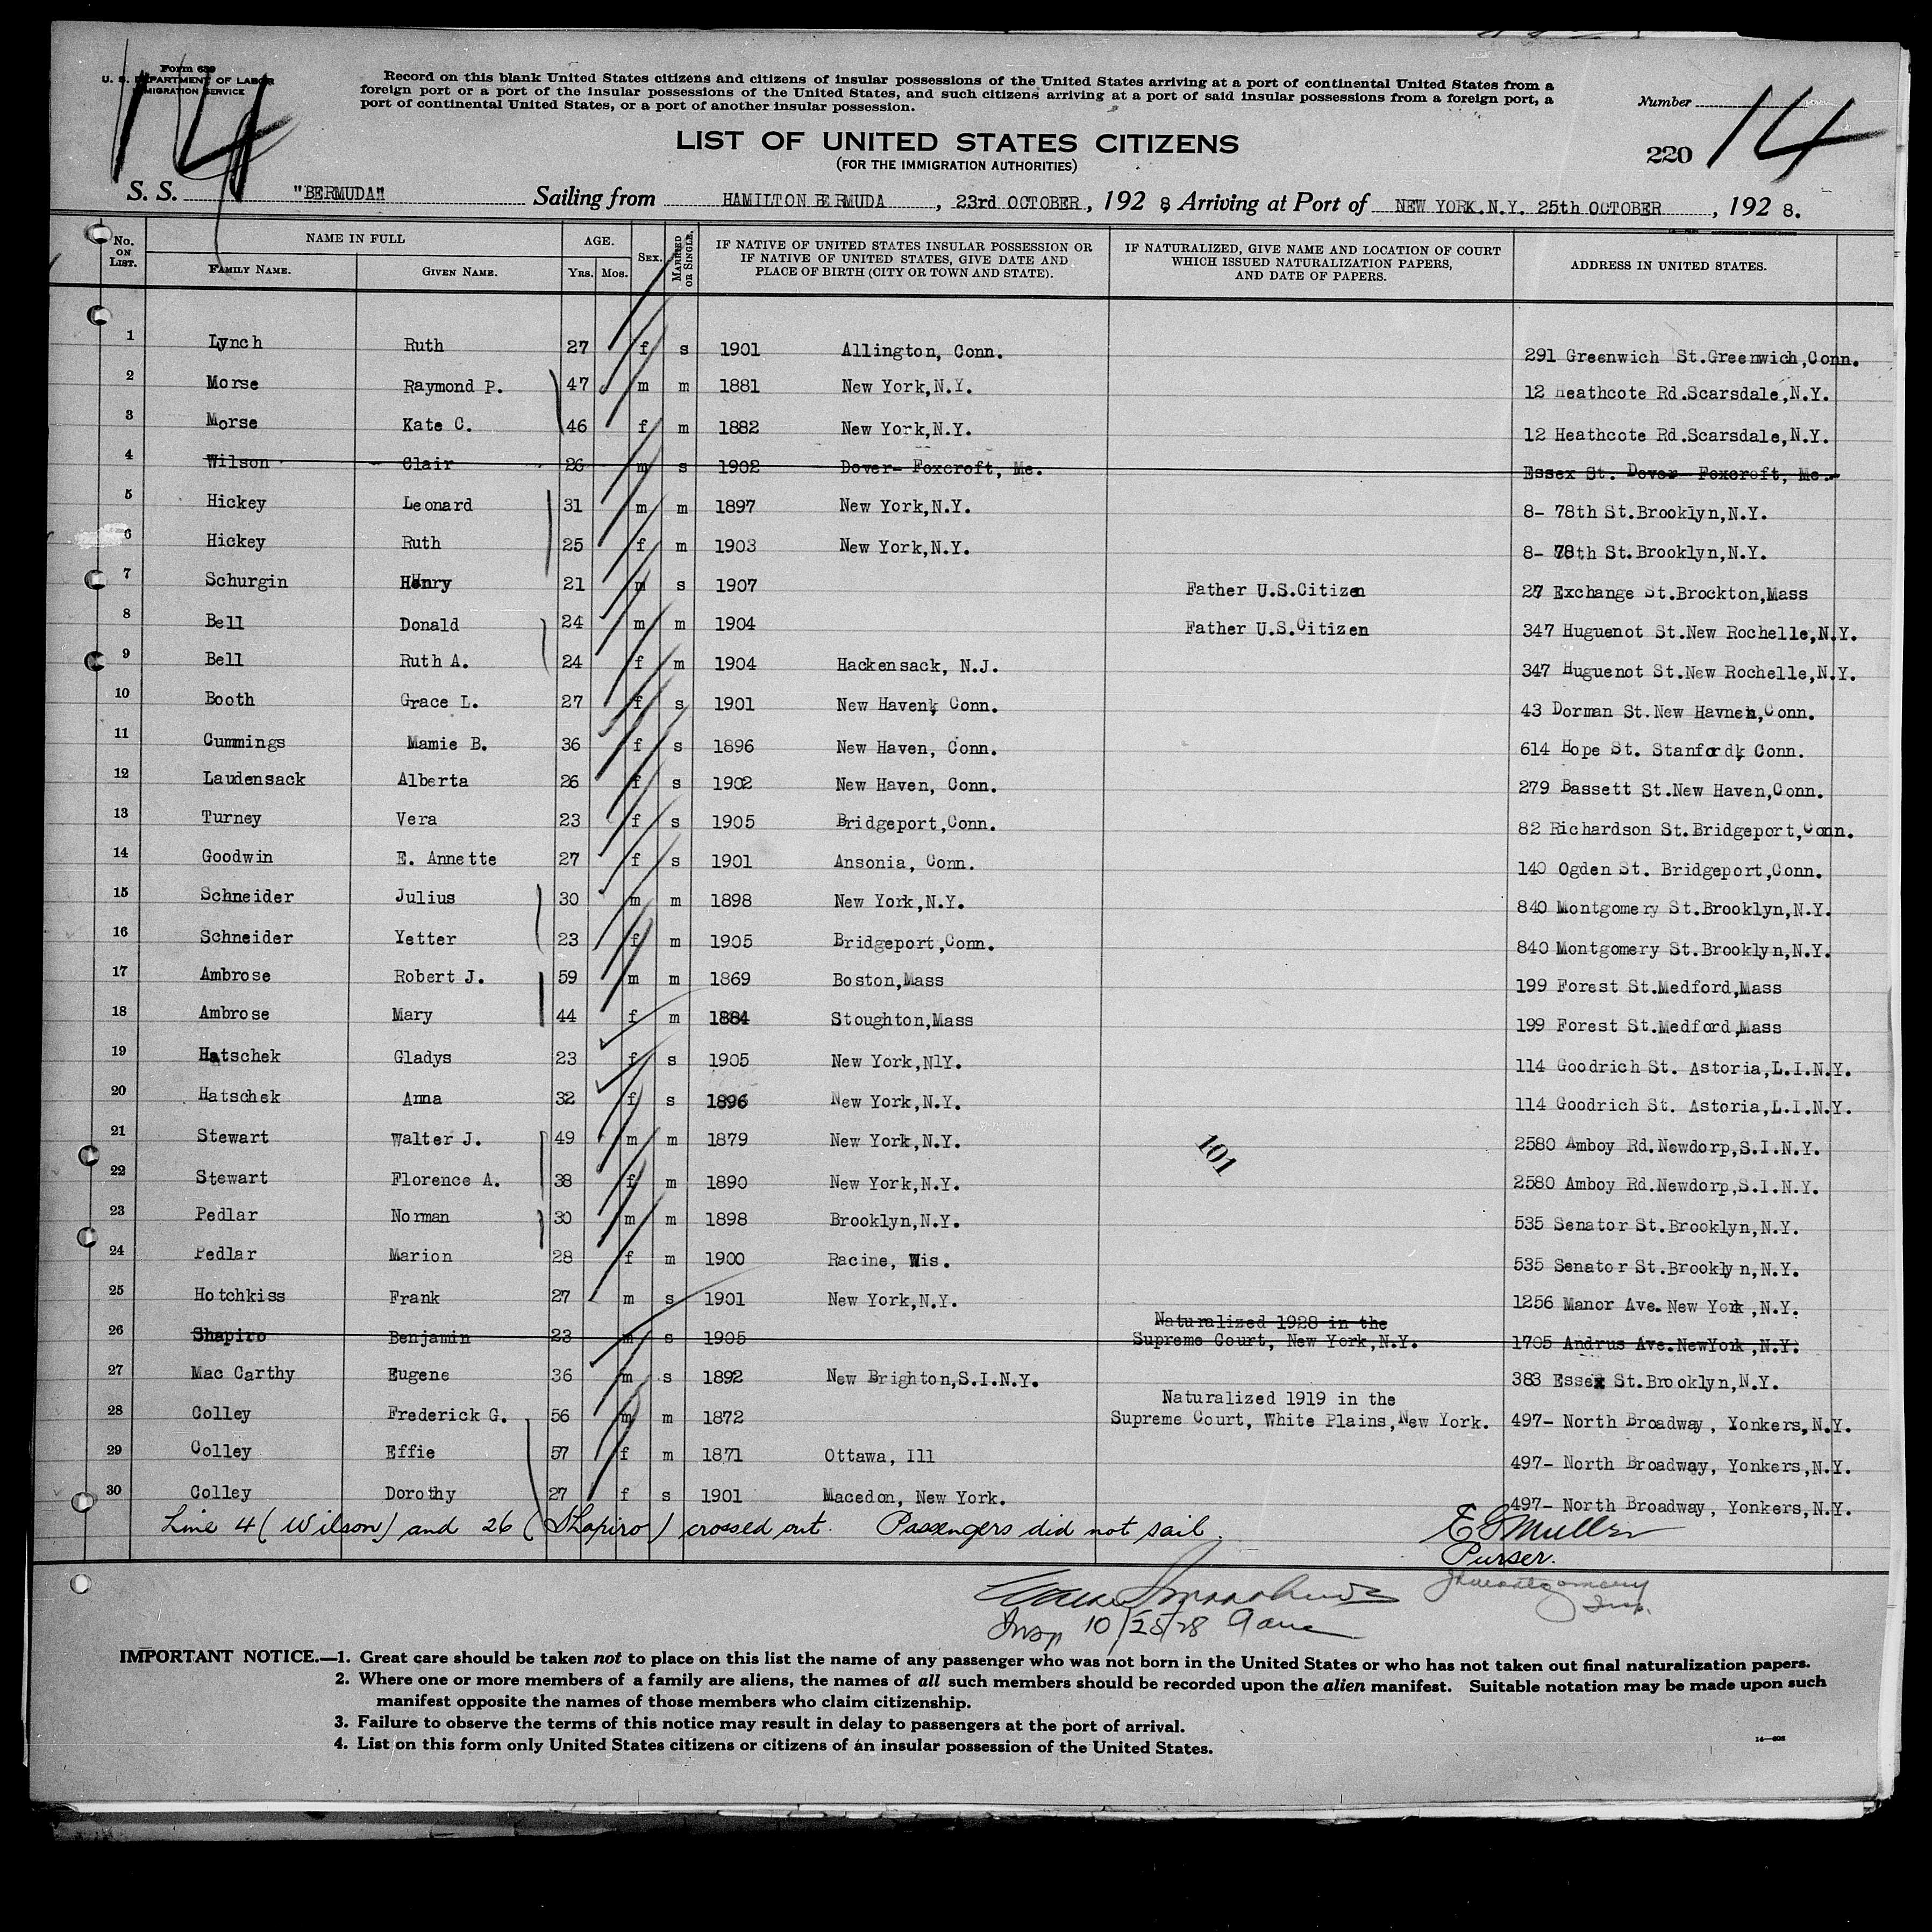 Form 630
U. S. DEPARTMENT OF LABOR
IMMIGRATION SERVICE
14
Record on this blank United States citizens and citizens of insular possessions of the United States arriving at a port of continental United States from a
foreign port or a port of the insular possessions of the United States, and such citizens arriving at a port of said insular possessions from a foreign port, a
port of continental United States, or a port of another insular possession.
Number 14
LIST OF UNITED STATES CITIZENS
(FOR THE IMMIGRATION AUTHORITIES)
220
S. S. "BERMUDA" Sailing from HAMILTON BERMUDA, 23rd OCTOBER, 192 8, Arriving at Port of NEW YORK.N.Y. 25th OCTOBER, 192 8.
No. ON LIST. NAME IN FULL FAMILY NAME. GIVEN NAME. AGE. Yrs. Mos. SEX. MARRIED OR SINGLE. IF NATIVE OF UNITED STATES INSULAR POSSESSION OR IF NATIVE OF UNITED STATES, GIVE DATE AND PLACE OF BIRTH (CITY OR TOWN AND STATE). IF NATURALIZED, GIVE NAME AND LOCATION OF COURT WHICH ISSUED NATURALIZATION PAPERS, AND DATE OF PAPERS. ADDRESS IN UNITED STATES.
1 Lynch Ruth 27 f s 1901 Allington, Conn. 291 Greenwich St.Greenwich,Conn.
2 Morse Raymond P. 47 m m 1881 New York,N.Y. 12 Heathcote Rd.Scarsdale,N.Y.
3 Morse Kate C. 46 f m 1882 New York,N.Y. 12 Heathcote Rd.Scarsdale,N.Y.
4 Wilson Clair 26 m s 1902 Dover- Foxcroft, Me. Essex St. Dover Foxcroft, Me.
5 Hickey Leonard 31 m m 1897 New York,N.Y. 8- 78th St.Brooklyn,N.Y.
6 Hickey Ruth 25 f m 1903 New York,N.Y. 8- 78th St.Brooklyn,N.Y.
7 Schurgin Henry 21 m s 1907 Father U.S.Citizen 27 Exchange St.Brockton,Mass
8 Bell Donald 24 m m 1904 Father U.S.Citizen 347 Huguenot St.New Rochelle,N.Y.
9 Bell Ruth A. 24 f m 1904 Hackensack, N.J. 347 Huguenot St.New Rochelle,N.Y.
10 Booth Grace L. 27 f s 1901 New Haven, Conn. 43 Dorman St.New Havnen,Conn.
11 Cummings Mamie B. 36 f s 1896 New Haven, Conn. 614 Hope St. Stanford, Conn.
12 Laudensack Alberta 26 f s 1902 New Haven, Conn. 279 Bassett St.New Haven,Conn.
13 Turney Vera 23 f s 1905 Bridgeport,Conn. 82 Richardson St.Bridgeport,Conn.
14 Goodwin E. Annette 27 f s 1901 Ansonia, Conn. 140 Ogden St. Bridgeport,Conn.
15 Schneider Julius 30 m m 1898 New York,N.Y. 840 Montgomery St.Brooklyn,N.Y.
16 Schneider Yetter 23 f m 1905 Bridgeport,Conn. 840 Montgomery St.Brooklyn,N.Y.
17 Ambrose Robert J. 59 m m 1869 Boston,Mass 199 Forest St.Medford,Mass
18 Ambrose Mary 44 f m 1884 Stoughton,Mass 199 Forest St.Medford,Mass
19 Hatschek Gladys 23 f s 1905 New York,NlY. 114 Goodrich St. Astoria,L.I.N.Y.
20 Hatschek Anna 32 f s 1896 New York,N.Y. 114 Goodrich St. Astoria,L.I.N.Y.
21 Stewart Walter J. 49 m m 1879 New York,N.Y. 101 2580 Amboy Rd.Newdorp,S.I.N.Y.
22 Stewart Florence A. 38 f m 1890 New York,N.Y. 2580 Amboy Rd.Newdorp,S.I.N.Y.
23 Pedlar Norman 30 m m 1898 Brooklyn,N.Y. 535 Senator St.Brooklyn,N.Y.
24 Pedlar Marion 28 f m 1900 Racine, Wis. 535 Senator St.Brooklyn,N.Y.
25 Hotchkiss Frank 27 m s 1901 New York,N.Y. 1256 Manor Ave.New York,N.Y.
26 Shapiro Benjamin 23 m s 1905 Naturalized 1928 in the Supreme Court, New York,N.Y. 1705 Andrus Ave.NewYork,N.Y.
27 Mac Carthy Eugene 36 m s 1892 New Brighton,S.I.N.Y. 383 Essex St.Brooklyn,N.Y.
28 Colley Frederick G. 56 m m 1872 Naturalized 1919 in the Supreme Court, White Plains,New York. 497- North Broadway, Yonkers,N.Y.
29 Colley Effie 57 f m 1871 Ottawa, Ill 497- North Broadway, Yonkers,N.Y.
30 Colley Dorothy 27 f s 1901 Macedon, New York. 497- North Broadway, Yonkers,N.Y.
Line 4 (Wilson) and 26 (Shapiro) crossed out. Passengers did not sail.
E G Muller
Purser.
JhMontgomery
Insp.
Insp 10/25/28 9am
IMPORTANT NOTICE.—1. Great care should be taken not to place on this list the name of any passenger who was not born in the United States or who has not taken out final naturalization papers.
2. Where one or more members of a family are aliens, the names of all such members should be recorded upon the alien manifest. Suitable notation may be made upon such
manifest opposite the names of those members who claim citizenship.
3. Failure to observe the terms of this notice may result in delay to passengers at the port of arrival.
4. List on this form only United States citizens or citizens of an insular possession of the United States.